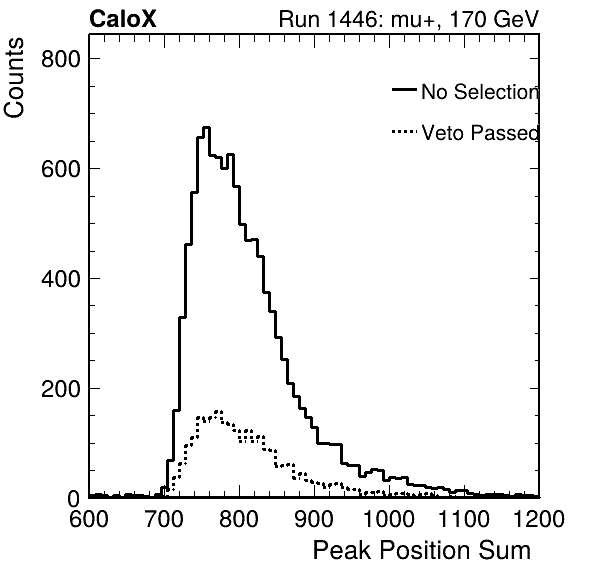 CaloX Run 1446: mu+, 170 GeV
Counts
800
600
400
200
0
No Selection
Veto Passed
600 700 800 900 1000 1100 1200
Peak Position Sum